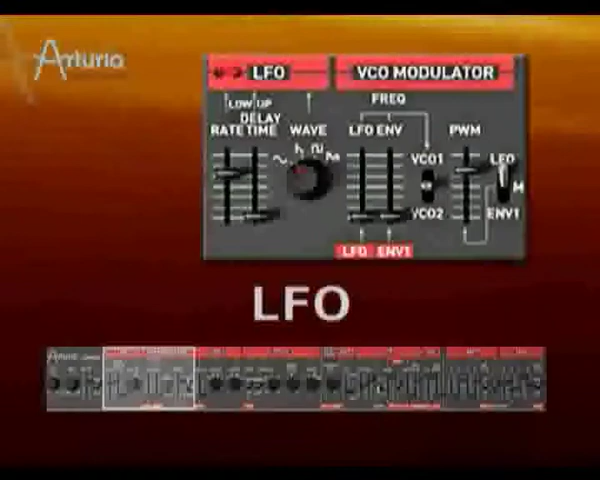 Arturia
LFO
VCO MODULATOR
FREQ
LOW UP
DELAY
RATE TIME WAVE
LFO ENV
PWM
VCO1
LFO
M
VCO2
ENV1
LFO ENV1
LFO